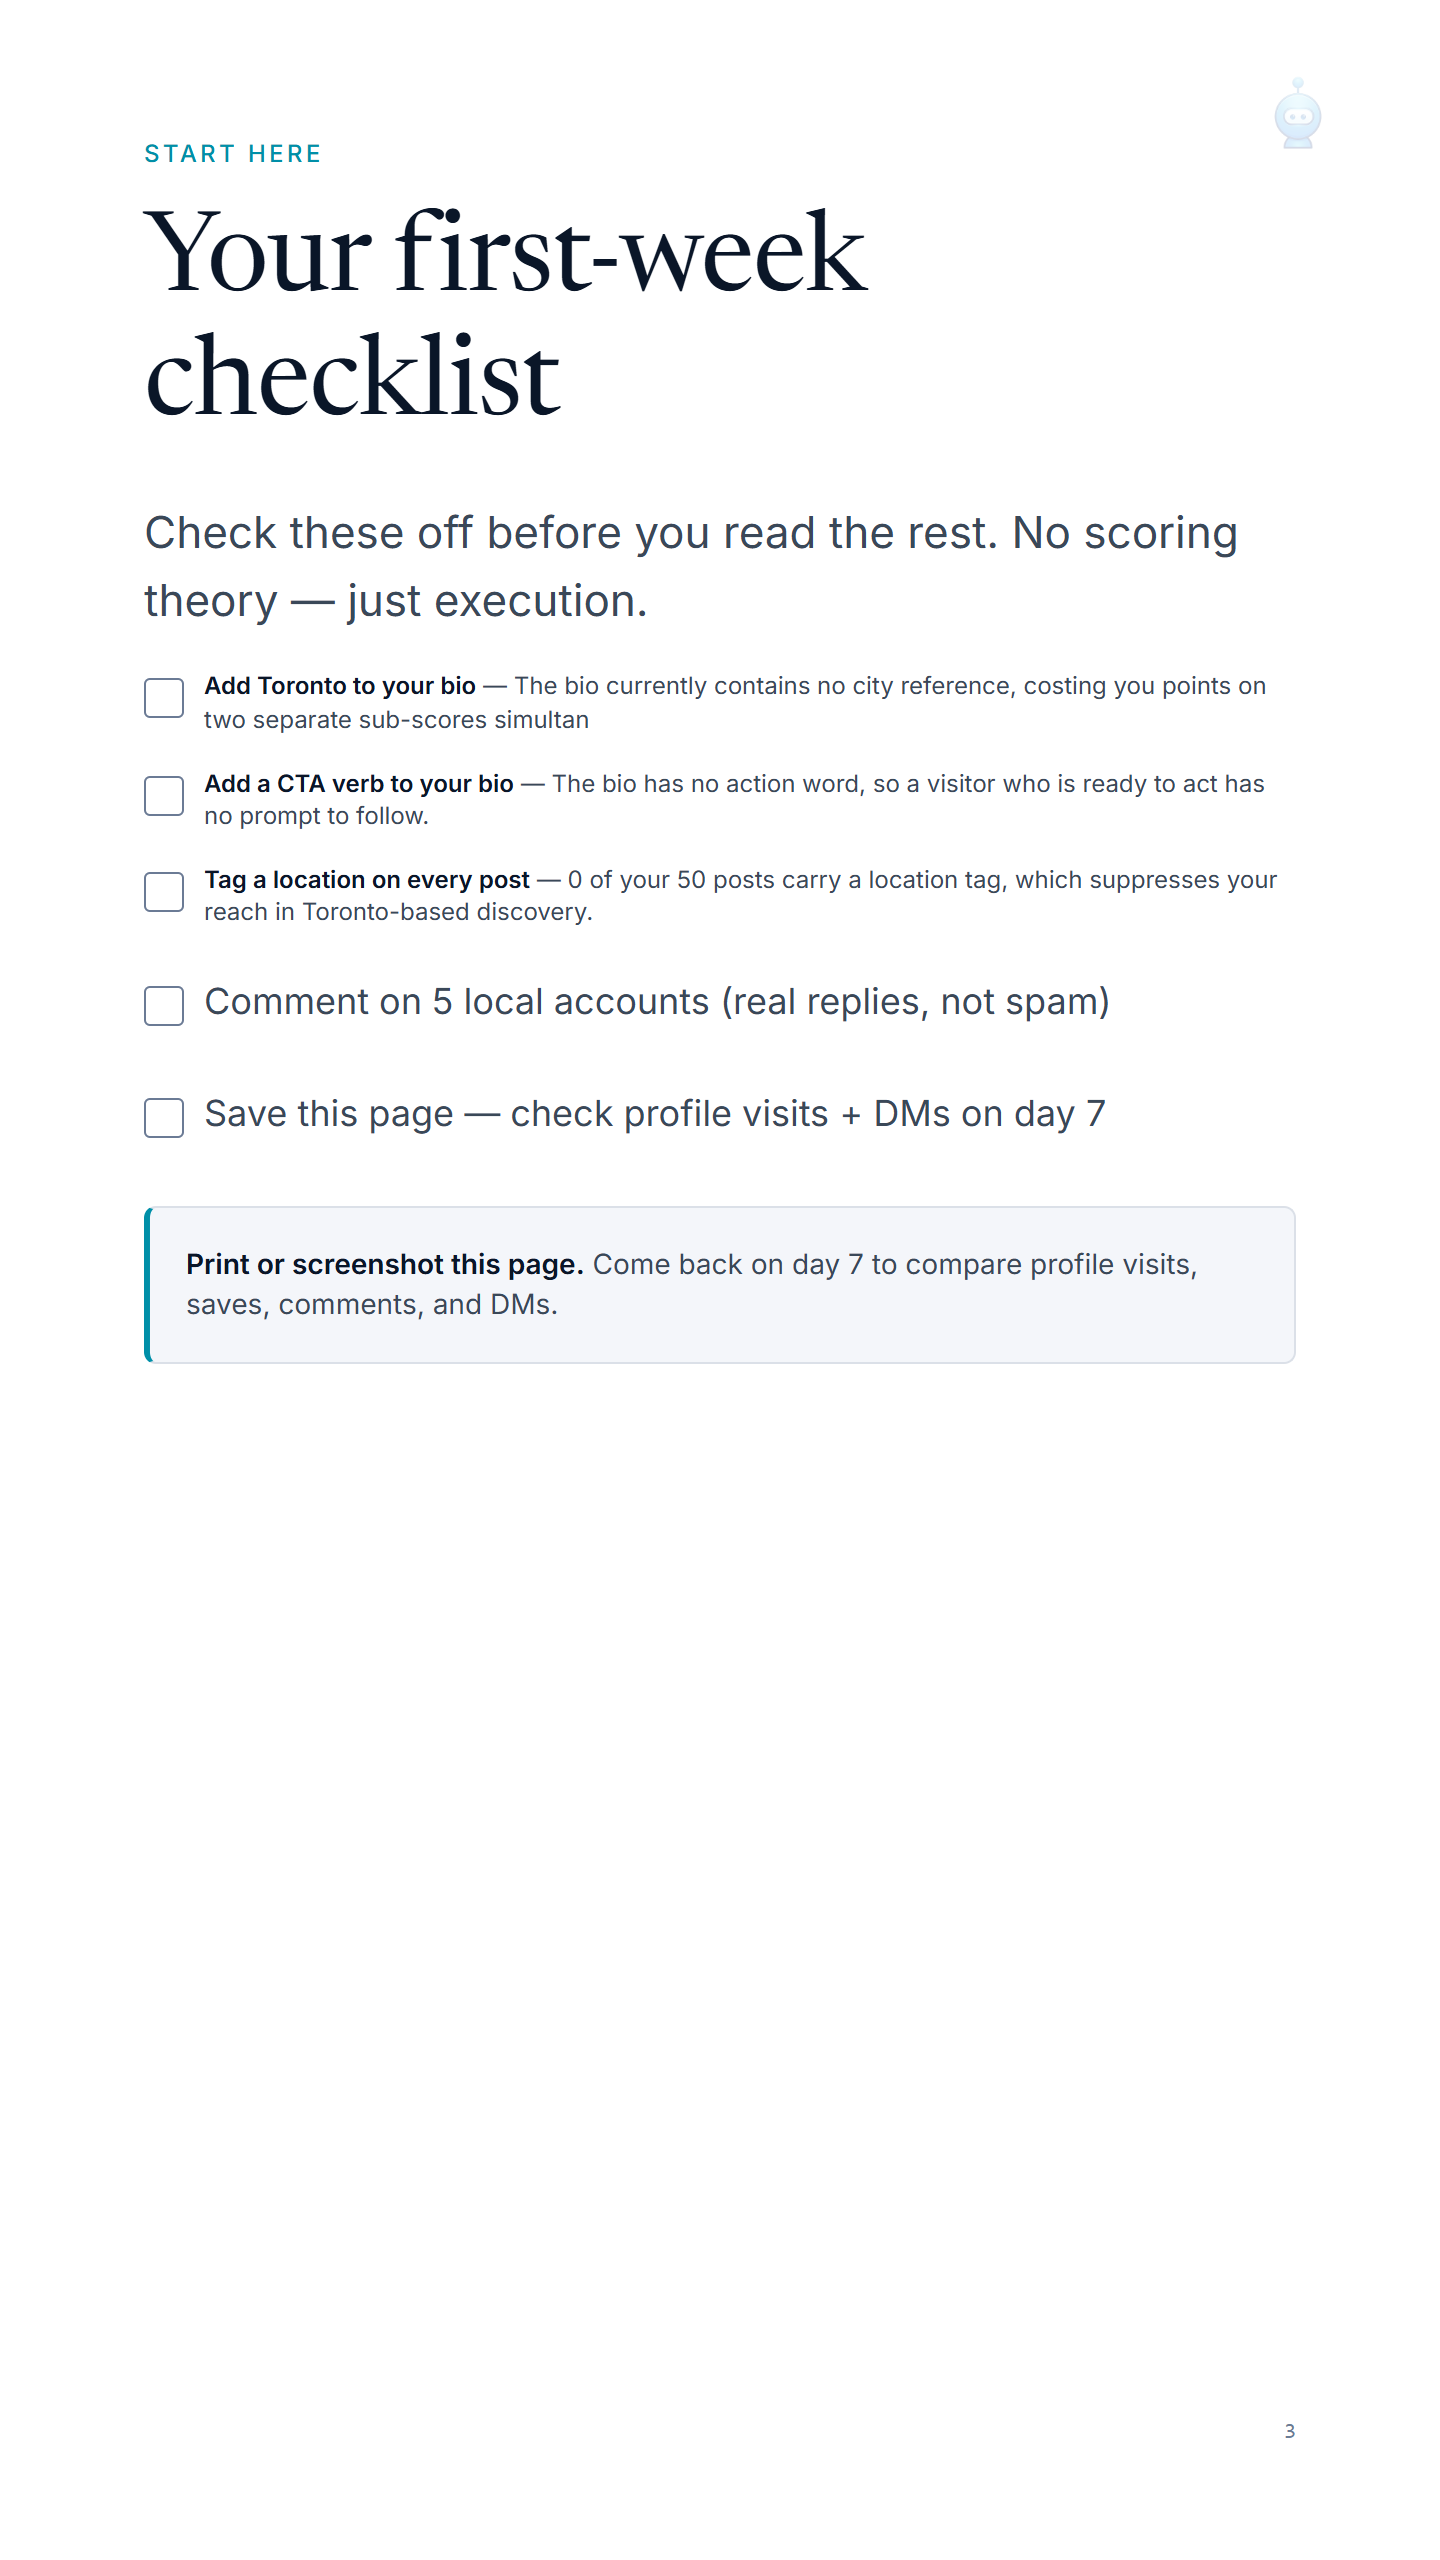 START HERE
Your first-week
checklist
Check these off before you read the rest. No scoring
theory — just execution.
Add Toronto to your bio — The bio currently contains no city reference, costing you points on
two separate sub-scores simultan
Add a CTA verb to your bio — The bio has no action word, so a visitor who is ready to act has
no prompt to follow.
Tag a location on every post — 0 of your 50 posts carry a location tag, which suppresses your
reach in Toronto-based discovery.
Comment on 5 local accounts (real replies, not spam)
Save this page — check profile visits + DMs on day 7
Print or screenshot this page. Come back on day 7 to compare profile visits,
saves, comments, and DMs.
3